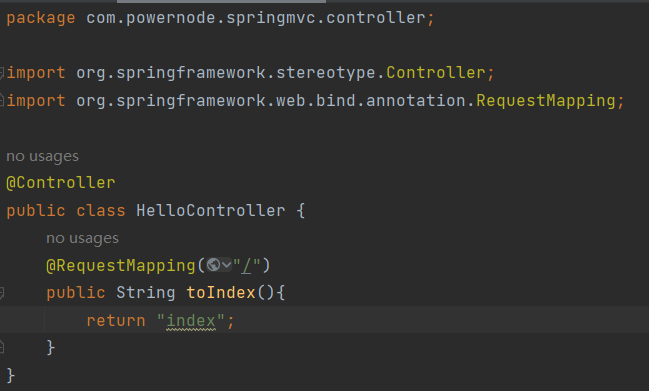 package com.powernode.springmvc.controller;
import org.springframework.stereotype.Controller;
import org.springframework.web.bind.annotation.RequestMapping;
no usages
@Controller
public class HelloController {
no usages
@RequestMapping("/")
public String toIndex(){
return "index";
}
}